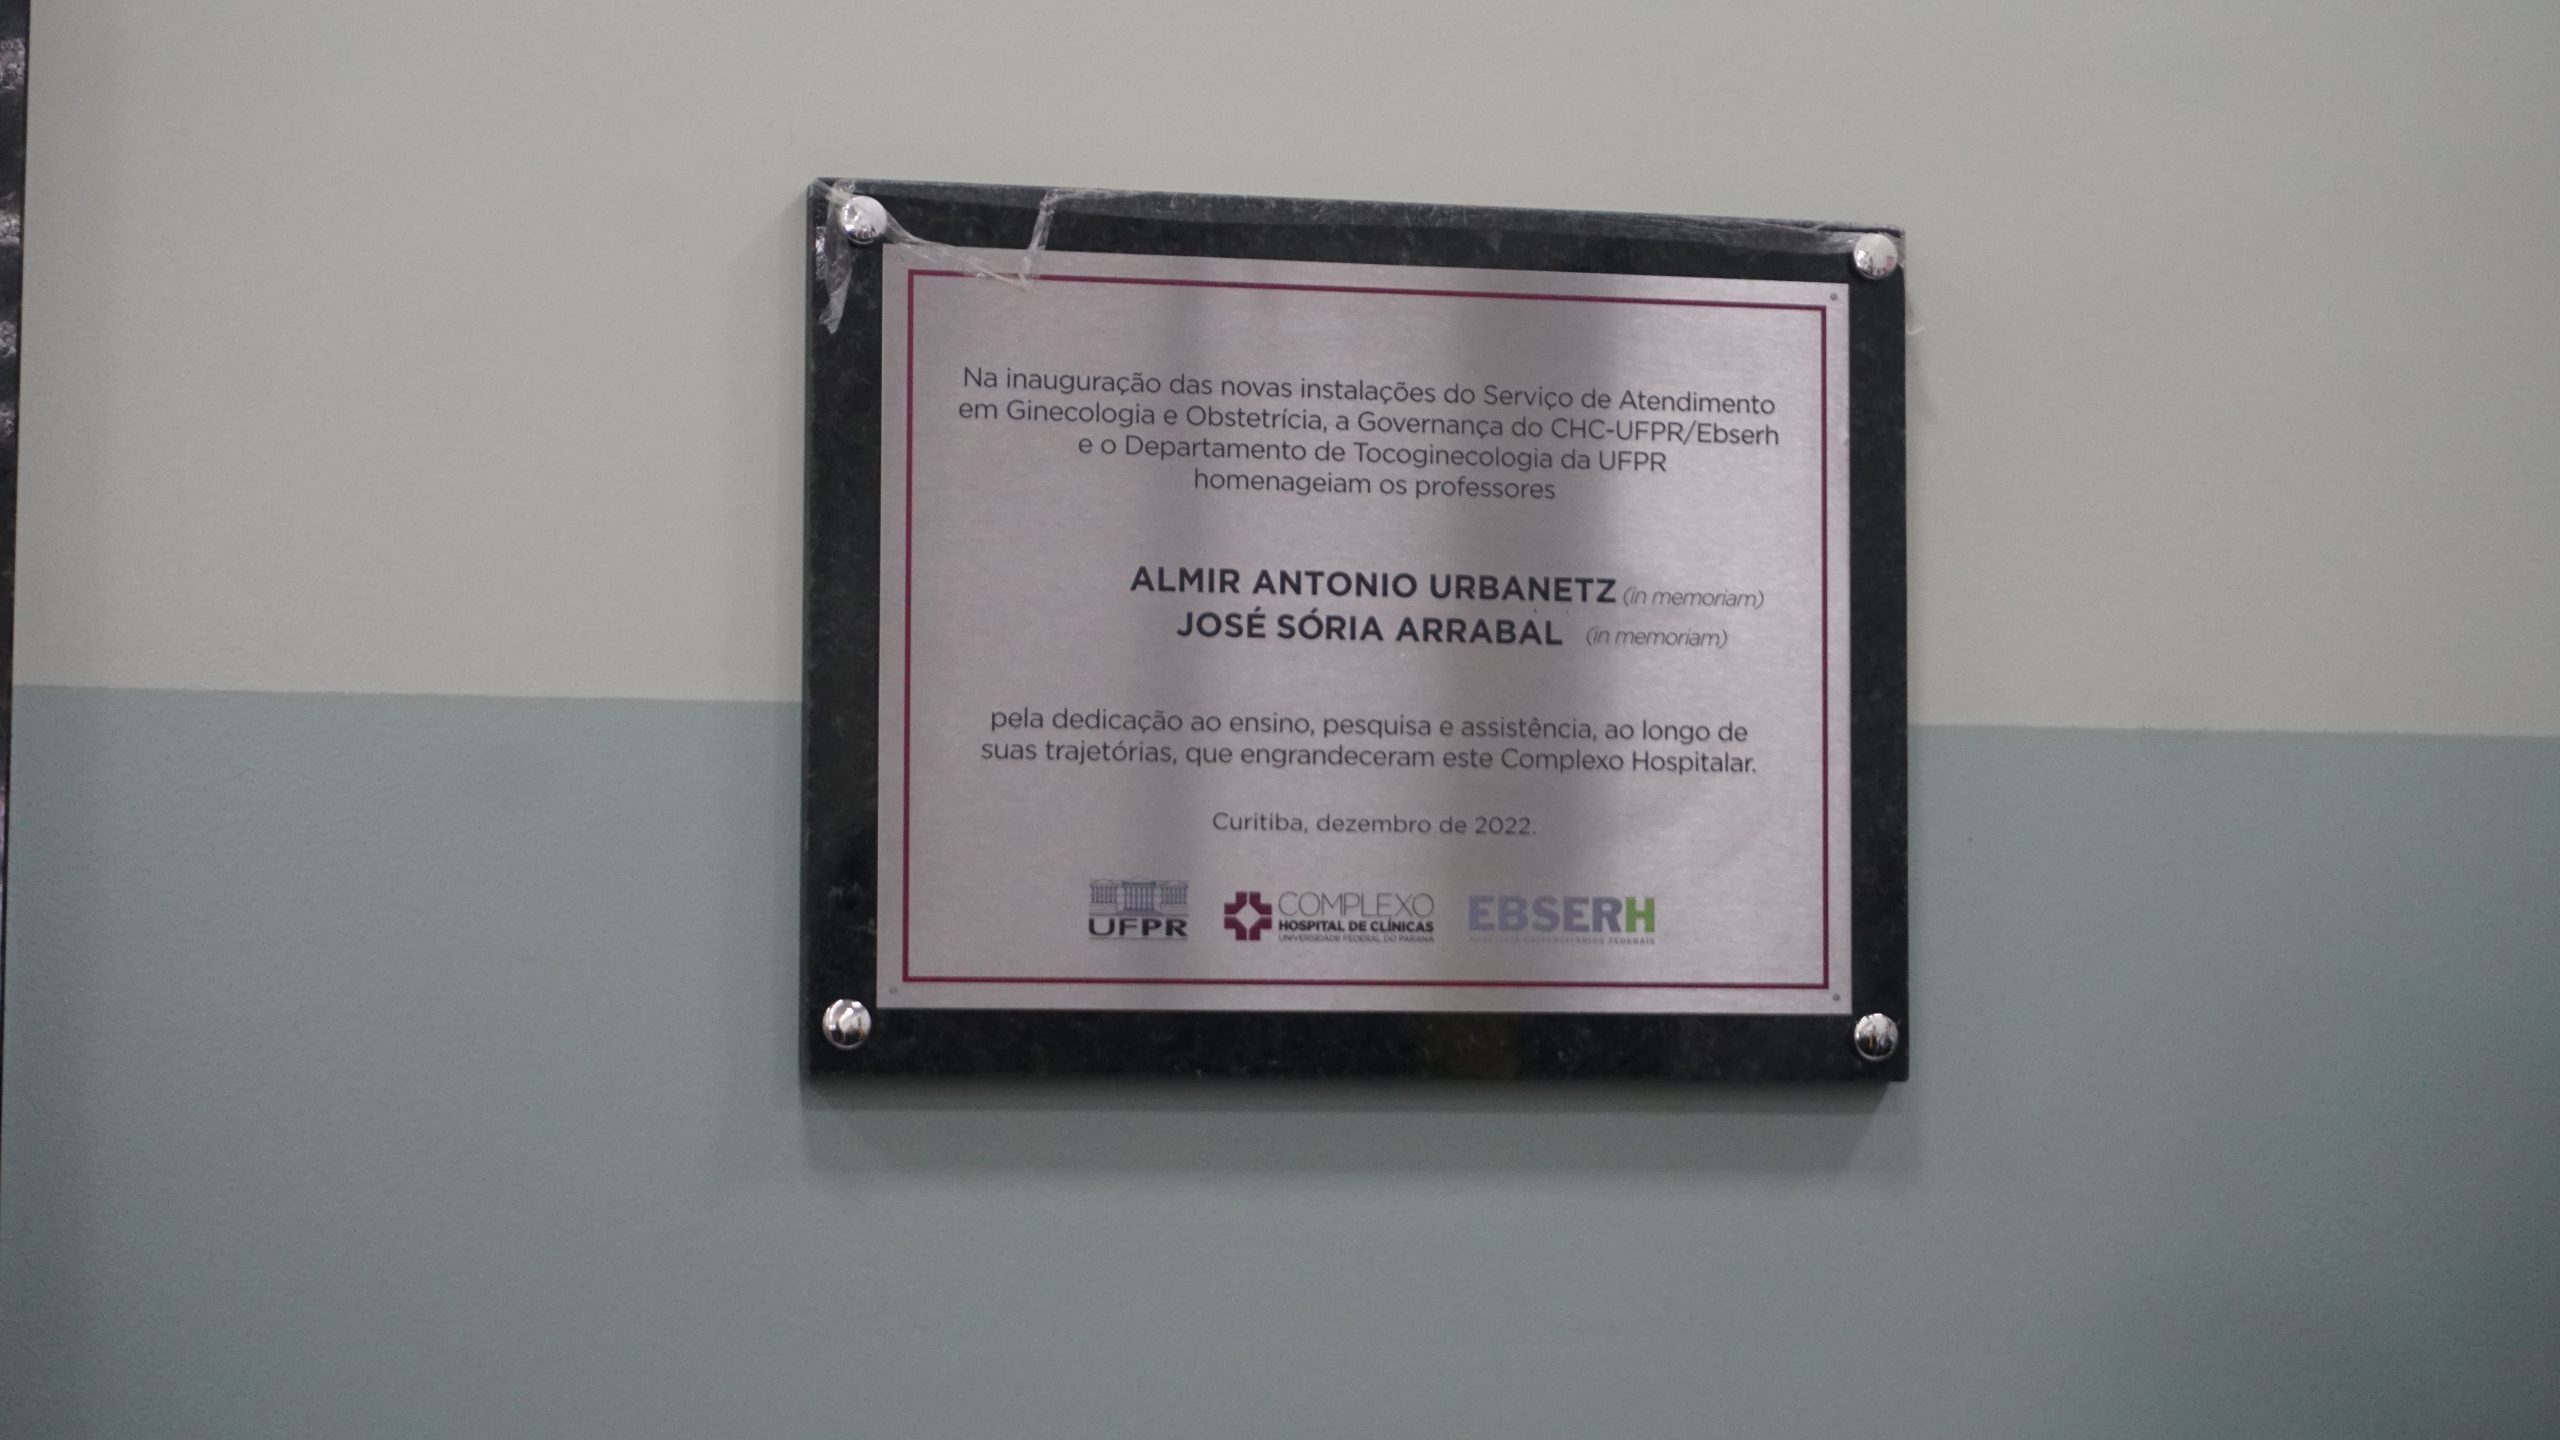 Na inauguração das novas instalações do Serviço de Atendimento
em Ginecologia e Obstetrícia, a Governança do CHC-UFPR/Ebserh
e o Departamento de Tocoginecologia da UFPR
homenageiam os professores
ALMIR ANTONIO URBANETZ (in memoriam)
JOSÉ SÓRIA ARRABAL (in memoriam)
pela dedicação ao ensino, pesquisa e assistência, ao longo de
suas trajetórias, que engrandeceram este Complexo Hospitalar.
Curitiba, dezembro de 2022.
UFPR
COMPLEXO
HOSPITAL DE CLÍNICAS
UNIVERSIDADE FEDERAL DO PARANÁ
EBSERH
HOSPITAIS UNIVERSITÁRIOS FEDERAIS